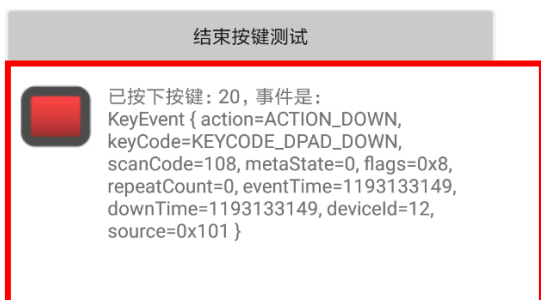 结束按键测试
已按下按键：20，事件是：
KeyEvent { action=ACTION_DOWN,
keyCode=KEYCODE_DPAD_DOWN,
scanCode=108, metaState=0, flags=0x8,
repeatCount=0, eventTime=1193133149,
downTime=1193133149, deviceId=12,
source=0x101 }